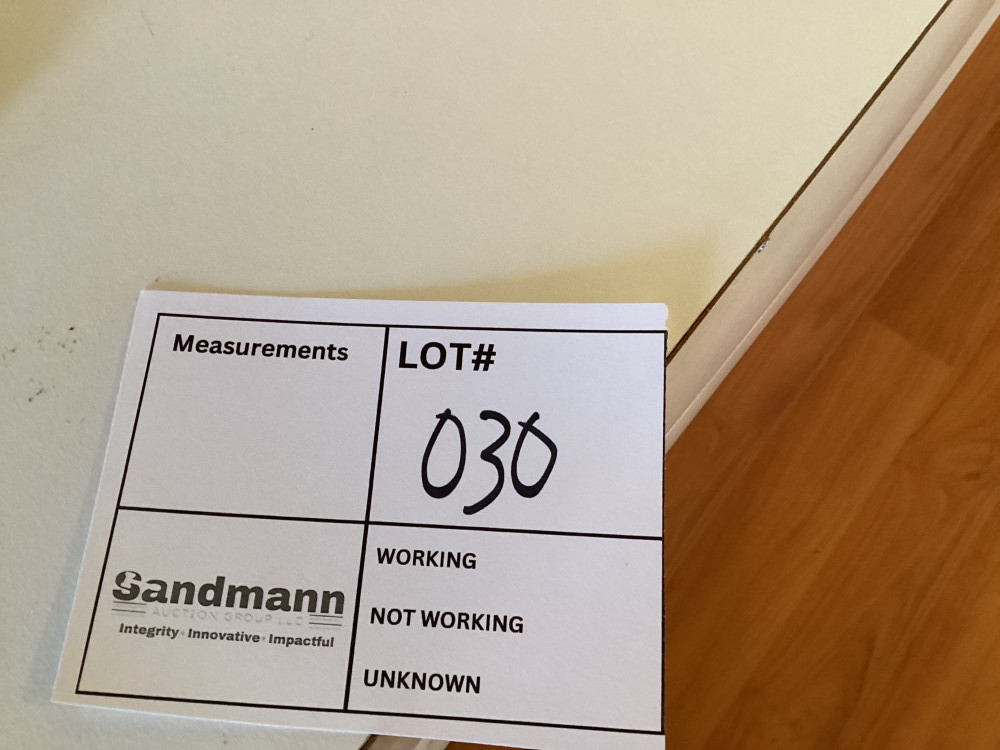 Measurements
LOT#
030
WORKING
NOT WORKING
UNKNOWN
Sandmann
AUCTION GROUP LLC
Integrity · Innovative · Impactful